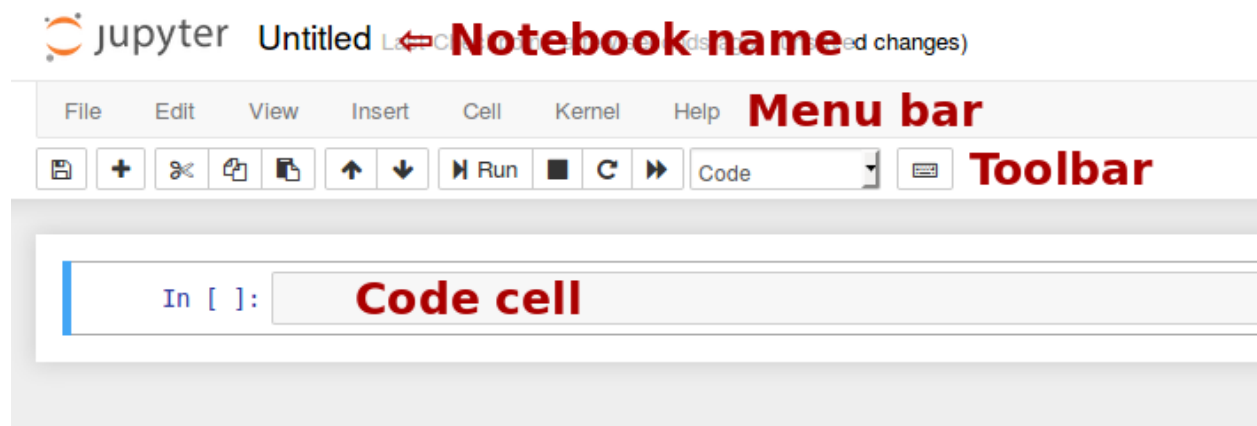 jupyter Untitled ⇐ Notebook name d changes)
File Edit View Insert Cell Kernel Help Menu bar
Run Code Toolbar
In [ ]: Code cell